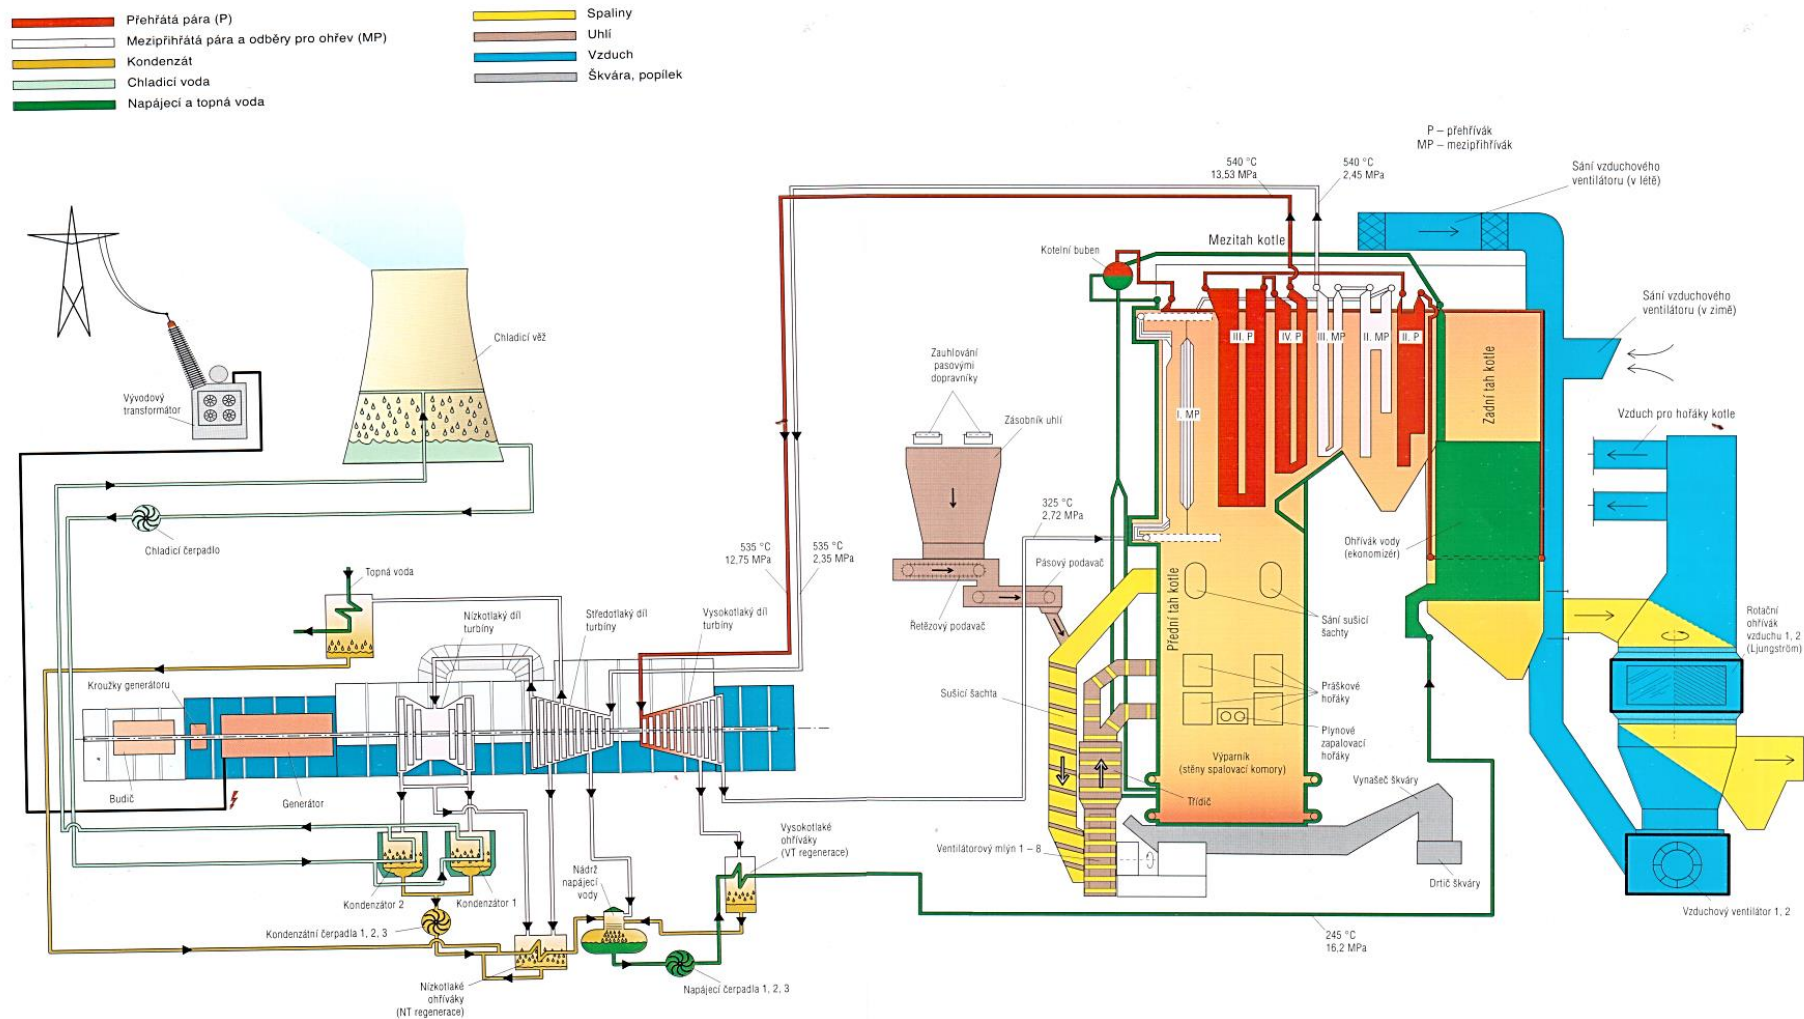 Přehřátá pára (P)
Mezipřihřátá pára a odběry pro ohřev (MP)
Kondenzát
Chladicí voda
Napájecí a topná voda
Spaliny
Uhlí
Vzduch
Škvára, popílek
P – přehřívák
MP – mezipřihřívák
540 °C
13,53 MPa
540 °C
2,45 MPa
Sání vzduchového
ventilátoru (v létě)
Mezitah kotle
Kotelní buben
Sání vzduchového
ventilátoru (v zimě)
Chladicí věž
Vývodový
transformátor
Zauhlování
pasovými
dopravníky
Zásobník uhlí
III. P
IV. P
III. MP
II. MP
II. P
I. MP
Zadní tah kotle
Vzduch pro hořáky kotle
325 °C
2,72 MPa
Chladicí čerpadlo
535 °C
12,75 MPa
535 °C
2,35 MPa
Ohřívák vody
(ekonomizér)
Topná voda
Pásový podavač
Řetězový podavač
Přední tah kotle
Sání sušicí
šachty
Rotační
ohřívák
vzduchu 1, 2
(Ljungström)
Nízkotlaký díl
turbíny
Středotlaký díl
turbíny
Vysokotlaký díl
turbíny
Kroužky generátoru
Sušicí šachta
Práškové
hořáky
Plynové
zapalovací
hořáky
Výparník
(stěny spalovací komory)
Vynašeč škváry
Třídič
Budič
Generátor
Vysokotlaké
ohříváky
(VT regenerace)
Ventilátorový mlýn 1 – 8
Drtič škváry
Nádrž
napájecí
vody
Kondenzátor 2
Kondenzátor 1
Vzduchový ventilátor 1, 2
Kondenzátní čerpadla 1, 2, 3
245 °C
16,2 MPa
Nízkotlaké
ohříváky
(NT regenerace)
Napájecí čerpadla 1, 2, 3